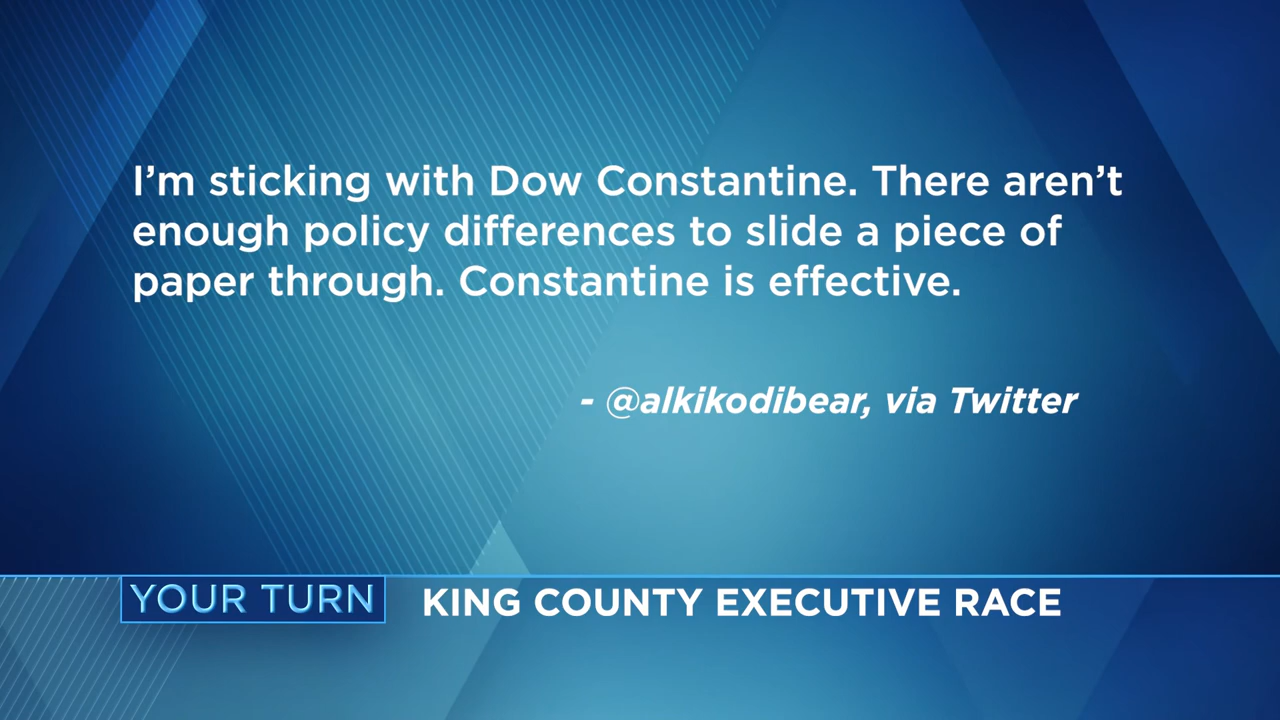 I’m sticking with Dow Constantine. There aren’t
enough policy differences to slide a piece of
paper through. Constantine is effective.
- @alkikodibear, via Twitter
YOUR TURN
KING COUNTY EXECUTIVE RACE